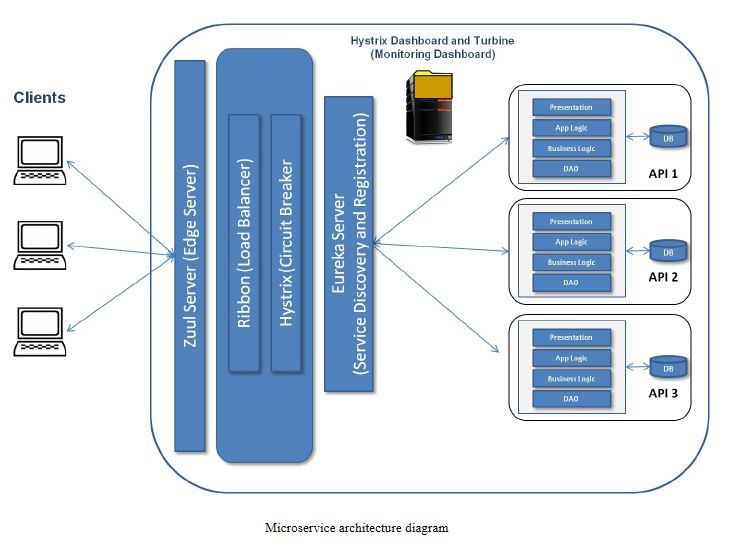 Hystrix Dashboard and Turbine
(Monitoring Dashboard)
Clients
Zuul Server (Edge Server)
Ribbon (Load Balancer)
Hystrix (Circuit Breaker
Eureka Server
(Service Discovery and Registration)
Presentation
App Logic
Business Logic
DAO
DB
API 1
Presentation
App Logic
Business Logic
DAO
DB
API 2
Presentation
App Logic
Business Logic
DAO
DB
API 3
Microservice architecture diagram